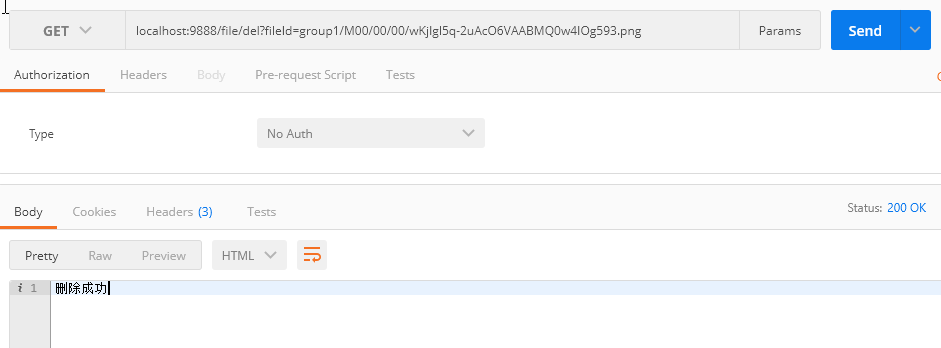 GET localhost:9888/file/del?fileId=group1/M00/00/00/wKjIgl5q-2uAcO6VAABMQ0w4IOg593.png Params Send
Authorization Headers Body Pre-request Script Tests
Type No Auth
Body Cookies Headers (3) Tests Status: 200 OK
Pretty Raw Preview HTML
i 1 删除成功